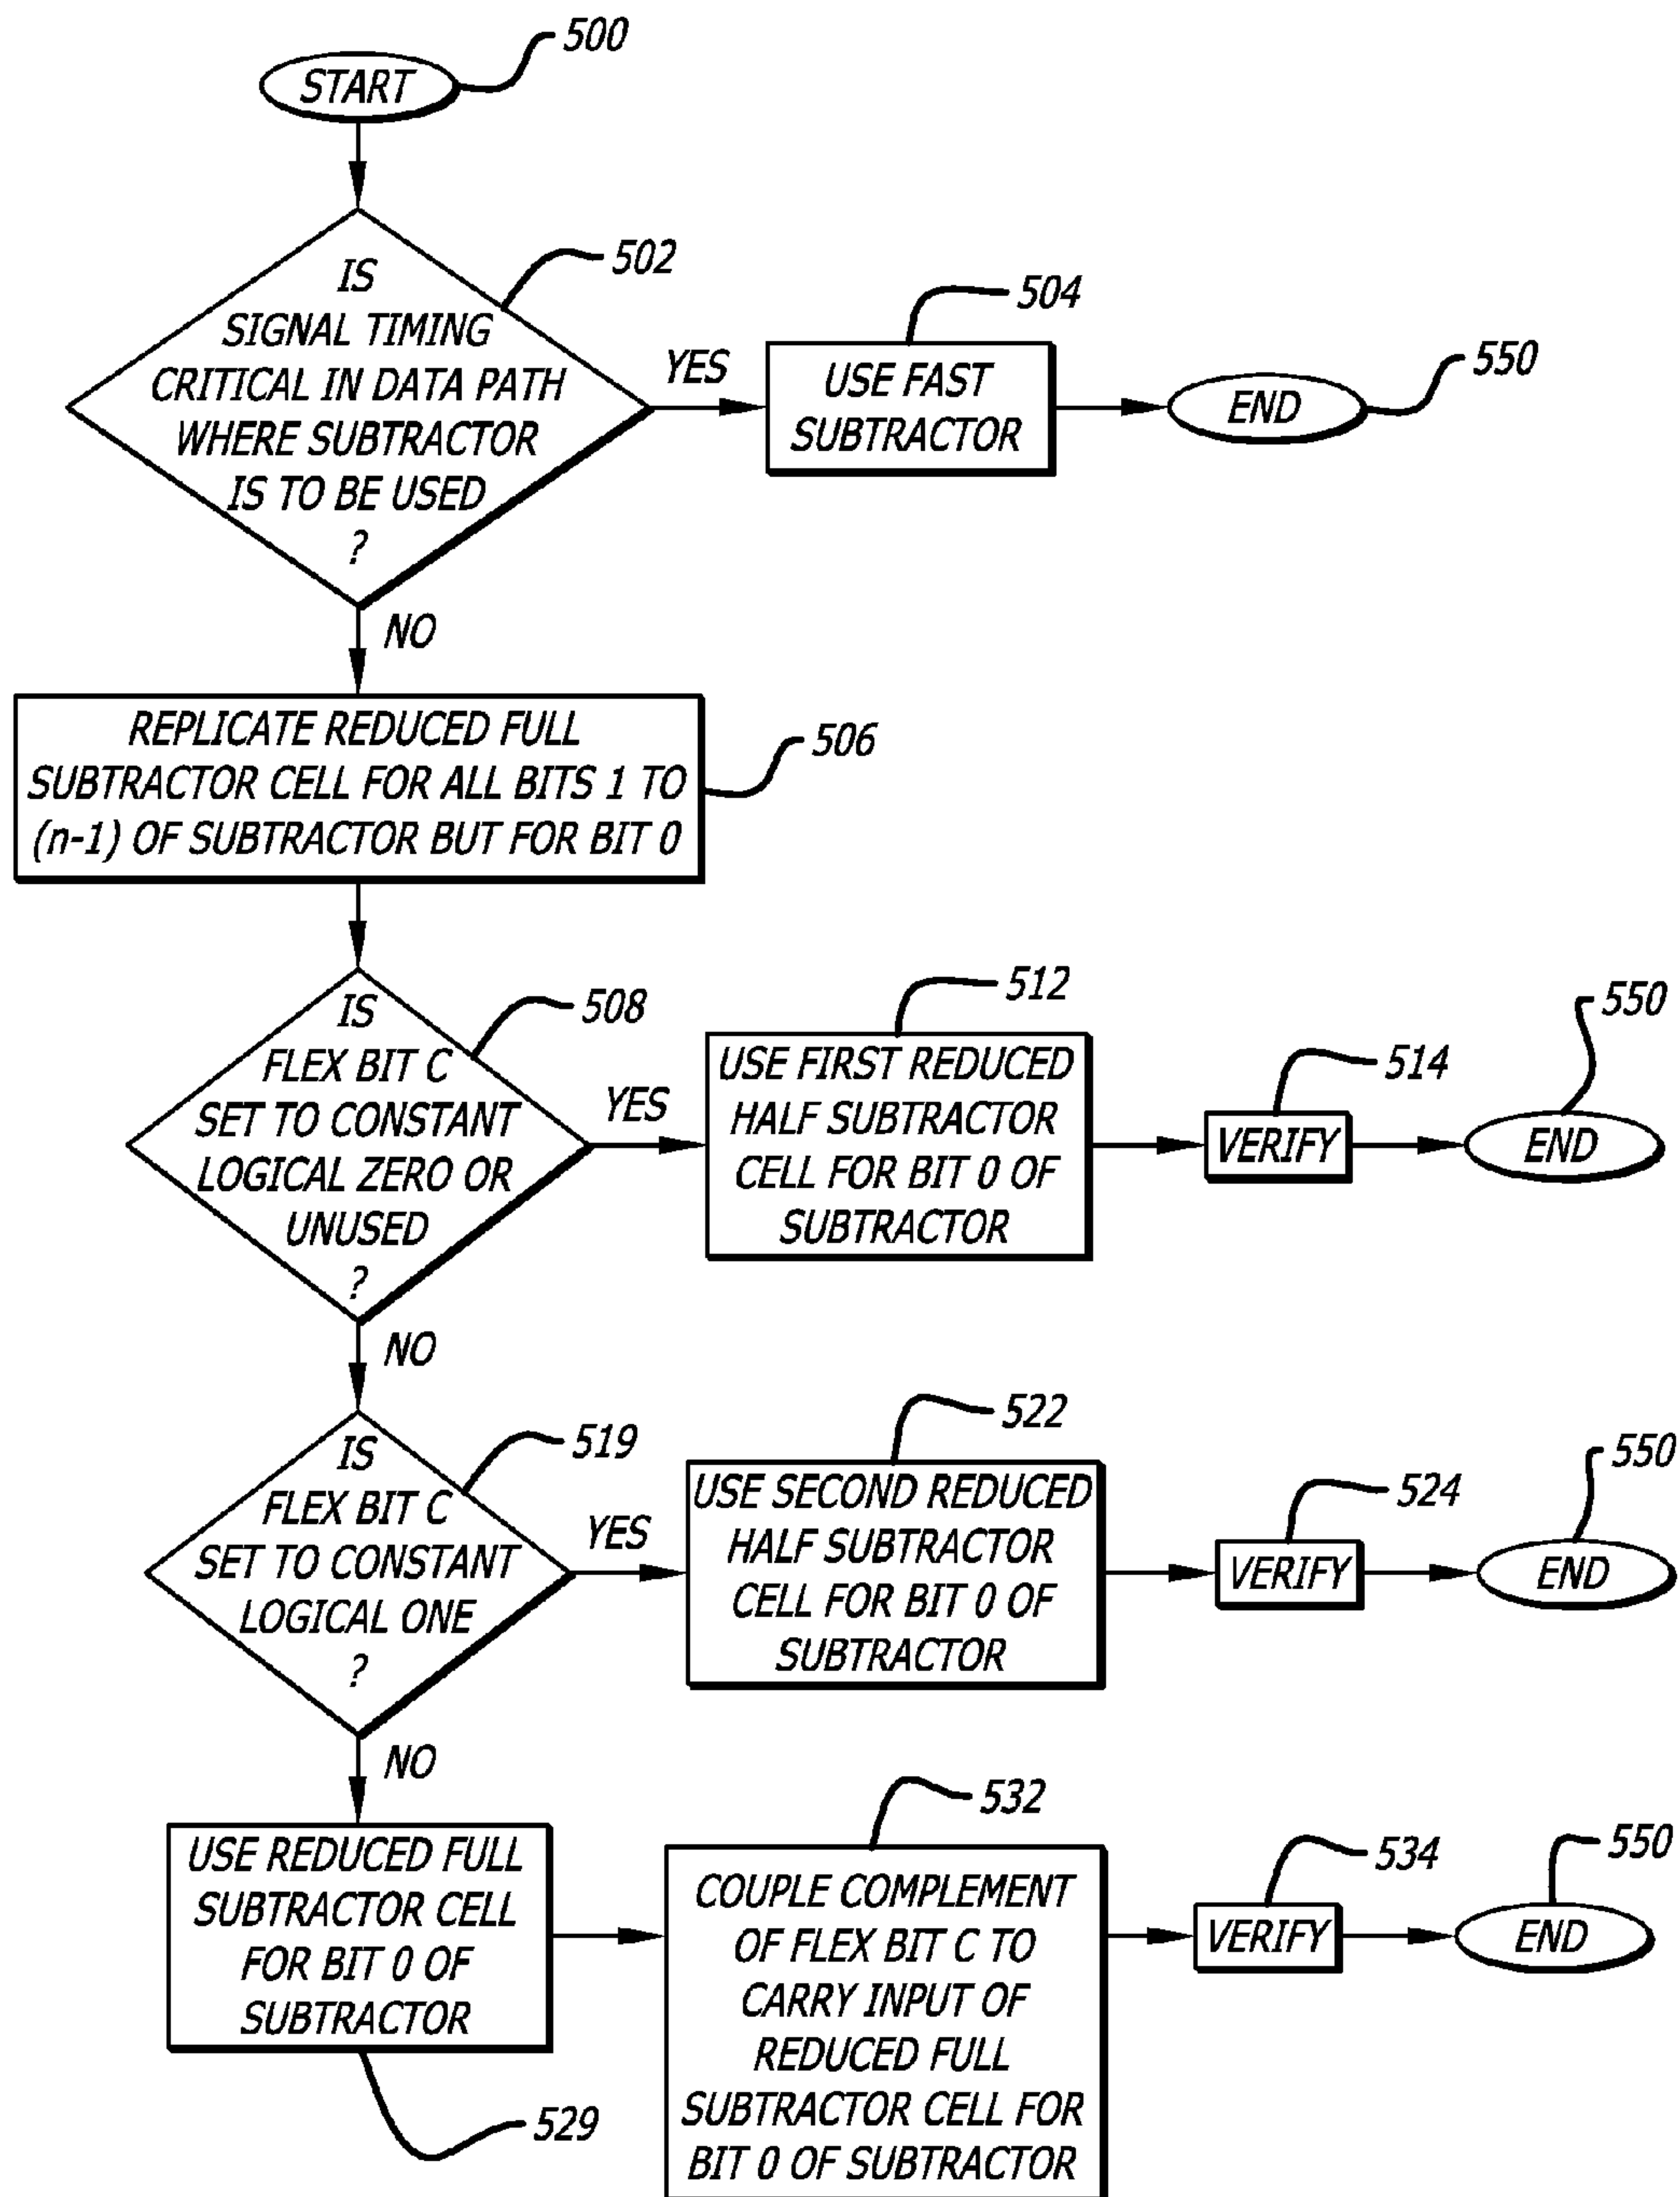 500
START
502
IS
SIGNAL TIMING
CRITICAL IN DATA PATH
WHERE SUBTRACTOR
IS TO BE USED
?
YES
504
USE FAST
SUBTRACTOR
550
END
NO
REPLICATE REDUCED FULL
SUBTRACTOR CELL FOR ALL BITS 1 TO
(n-1) OF SUBTRACTOR BUT FOR BIT 0
506
508
IS
FLEX BIT C
SET TO CONSTANT
LOGICAL ZERO OR
UNUSED
?
YES
512
USE FIRST REDUCED
HALF SUBTRACTOR
CELL FOR BIT 0 OF
SUBTRACTOR
514
VERIFY
550
END
NO
519
IS
FLEX BIT C
SET TO CONSTANT
LOGICAL ONE
?
YES
522
USE SECOND REDUCED
HALF SUBTRACTOR
CELL FOR BIT 0 OF
SUBTRACTOR
524
VERIFY
550
END
NO
USE REDUCED FULL
SUBTRACTOR CELL
FOR BIT 0 OF
SUBTRACTOR
529
532
COUPLE COMPLEMENT
OF FLEX BIT C TO
CARRY INPUT OF
REDUCED FULL
SUBTRACTOR CELL FOR
BIT 0 OF SUBTRACTOR
534
VERIFY
550
END